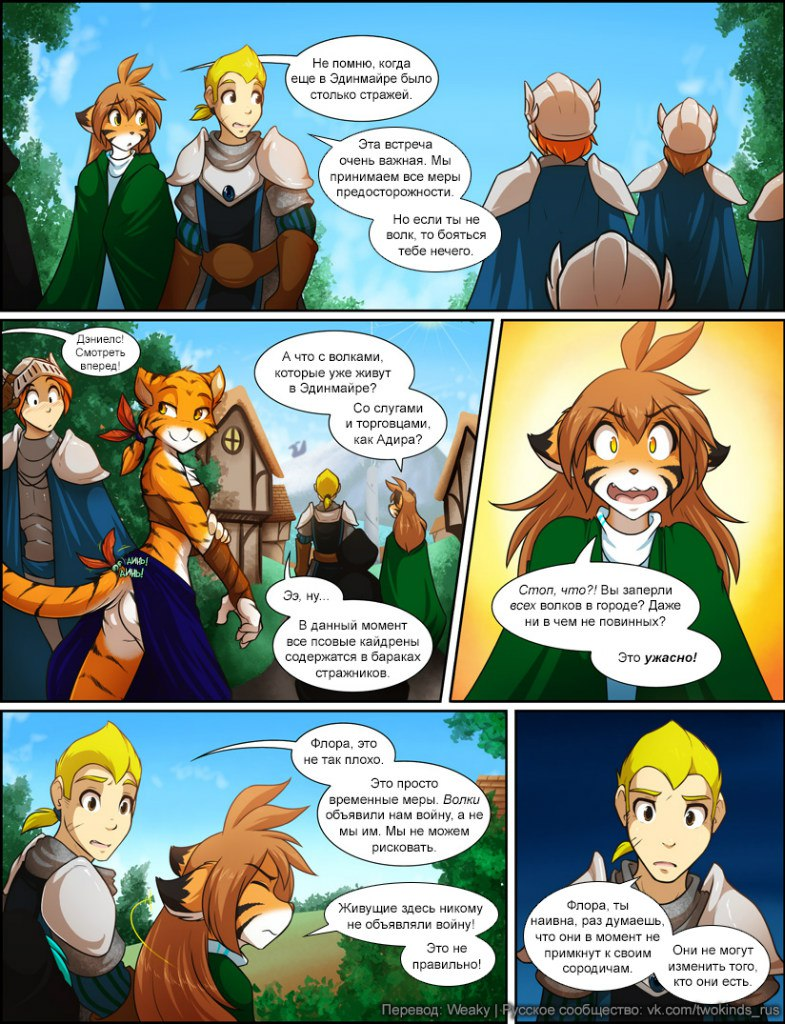 Не помню, когда
еще в Эдинмайре было
столько стражей.
Эта встреча
очень важная. Мы
принимаем все меры
предосторожности.
Но если ты не
волк, то бояться
тебе нечего.
Дэниелс!
Смотреть
вперед!
А что с волками,
которые уже живут
в Эдинмайре?
Со слугами
и торговцами,
как Адира?
ДИНЬ!
ДИНЬ!
Ээ, ну...
В данный момент
все псовые кайдрены
содержатся в бараках
стражников.
Стоп, что?! Вы заперли
всех волков в городе? Даже
ни в чем не повинных?
Это ужасно!
Флора, это
не так плохо.
Это просто
временные меры. Волки
объявили нам войну, а не
мы им. Мы не можем
рисковать.
Живущие здесь никому
не объявляли войну!
Это не
правильно!
Флора, ты
наивна, раз думаешь,
что они в момент не
примкнут к своим
сородичам.
Они не могут
изменить того,
кто они есть.
Перевод: Weaky | Русское сообщество: vk.com/twokinds_rus